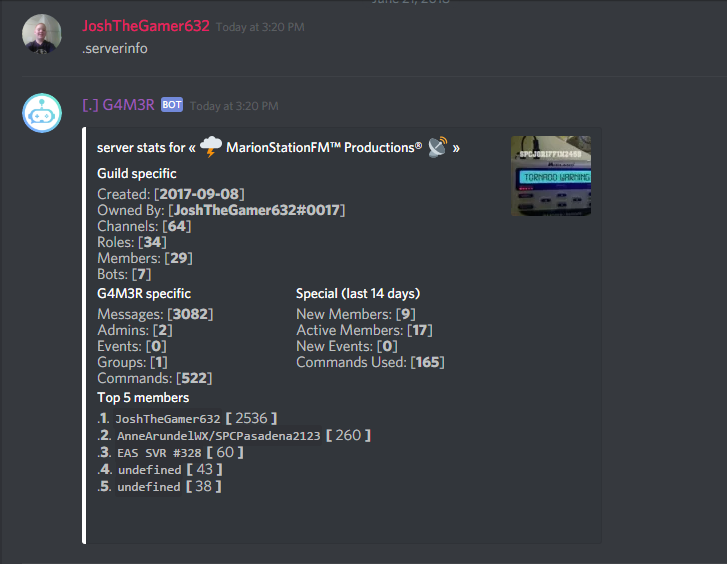 June 21, 2018
JoshTheGamer632 Today at 3:20 PM
.serverinfo
[.] G4M3R BOT Today at 3:20 PM
server stats for « ⛈ MarionStationFM™ Productions® 📡 »
TORNADO WARNING
Guild specific
Created: [2017-09-08]
Owned By: [JoshTheGamer632#0017]
Channels: [64]
Roles: [34]
Members: [29]
Bots: [7]
G4M3R specific
Messages: [3082]
Admins: [2]
Events: [0]
Groups: [1]
Commands: [522]
Special (last 14 days)
New Members: [9]
Active Members: [17]
New Events: [0]
Commands Used: [165]
Top 5 members
.1. JoshTheGamer632 [ 2536 ]
.2. AnneArundelWX/SPCPasadena2123 [ 260 ]
.3. EAS SVR #328 [ 60 ]
.4. undefined [ 43 ]
.5. undefined [ 38 ]